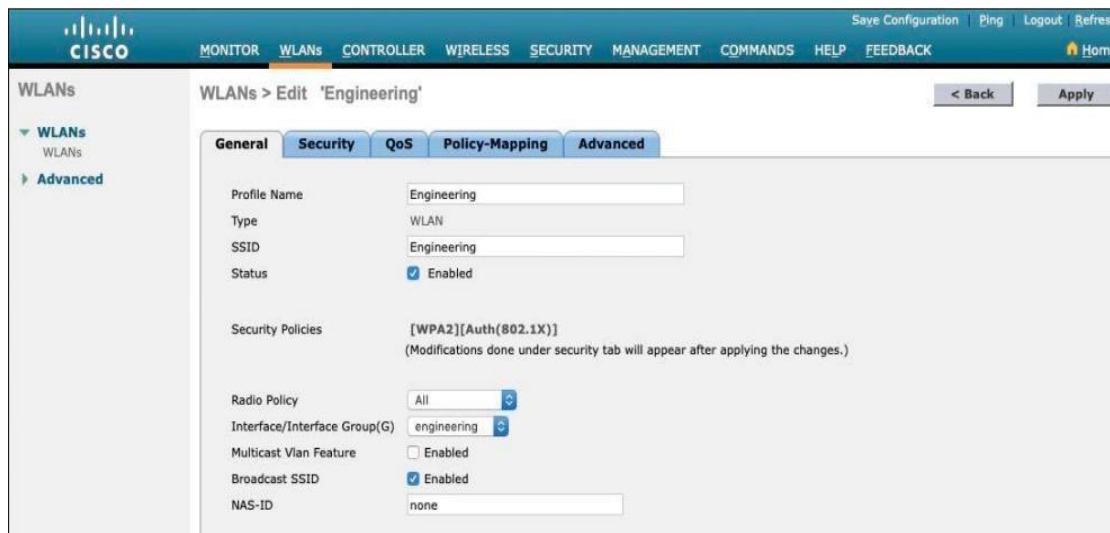 Save Configuration Ping Logout Refres
CISCO
MONITOR WLANs CONTROLLER WIRELESS SECURITY MANAGEMENT COMMANDS HELP FEEDBACK Hom
WLANs
WLANs > Edit 'Engineering'
< Back
Apply
WLANs
WLANs
Advanced
General Security QoS Policy-Mapping Advanced
Profile Name Engineering
Type WLAN
SSID Engineering
Status Enabled
Security Policies [WPA2][Auth(802.1X)]
(Modifications done under security tab will appear after applying the changes.)
Radio Policy All
Interface/Interface Group(G) engineering
Multicast Vlan Feature Enabled
Broadcast SSID Enabled
NAS-ID none